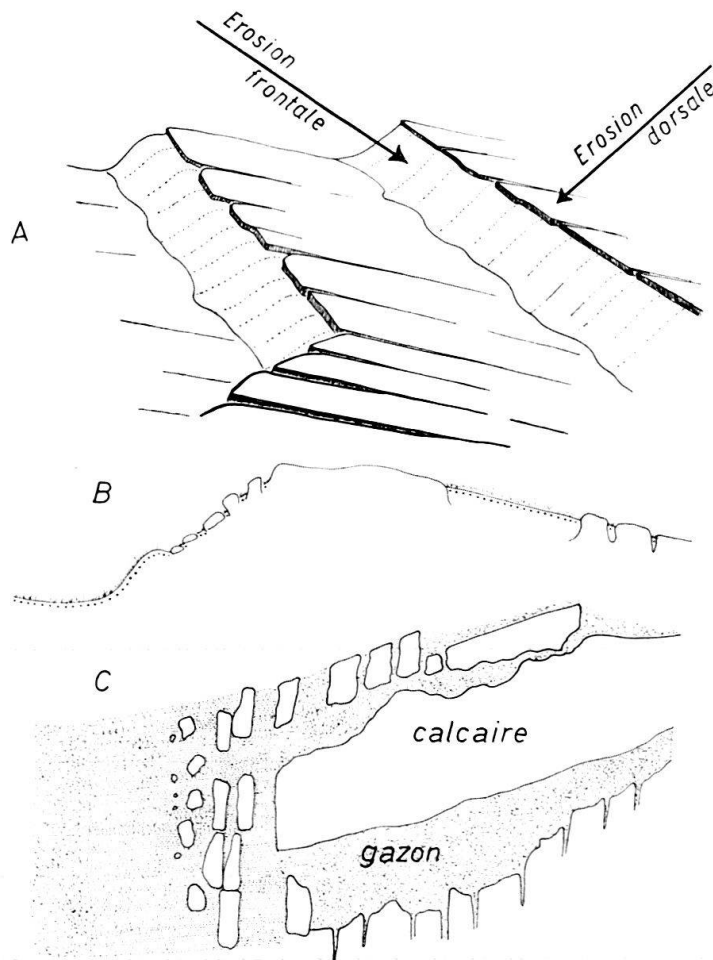 Erosion
frontale
Erosion
dorsale
A
B
C
calcaire
gazon